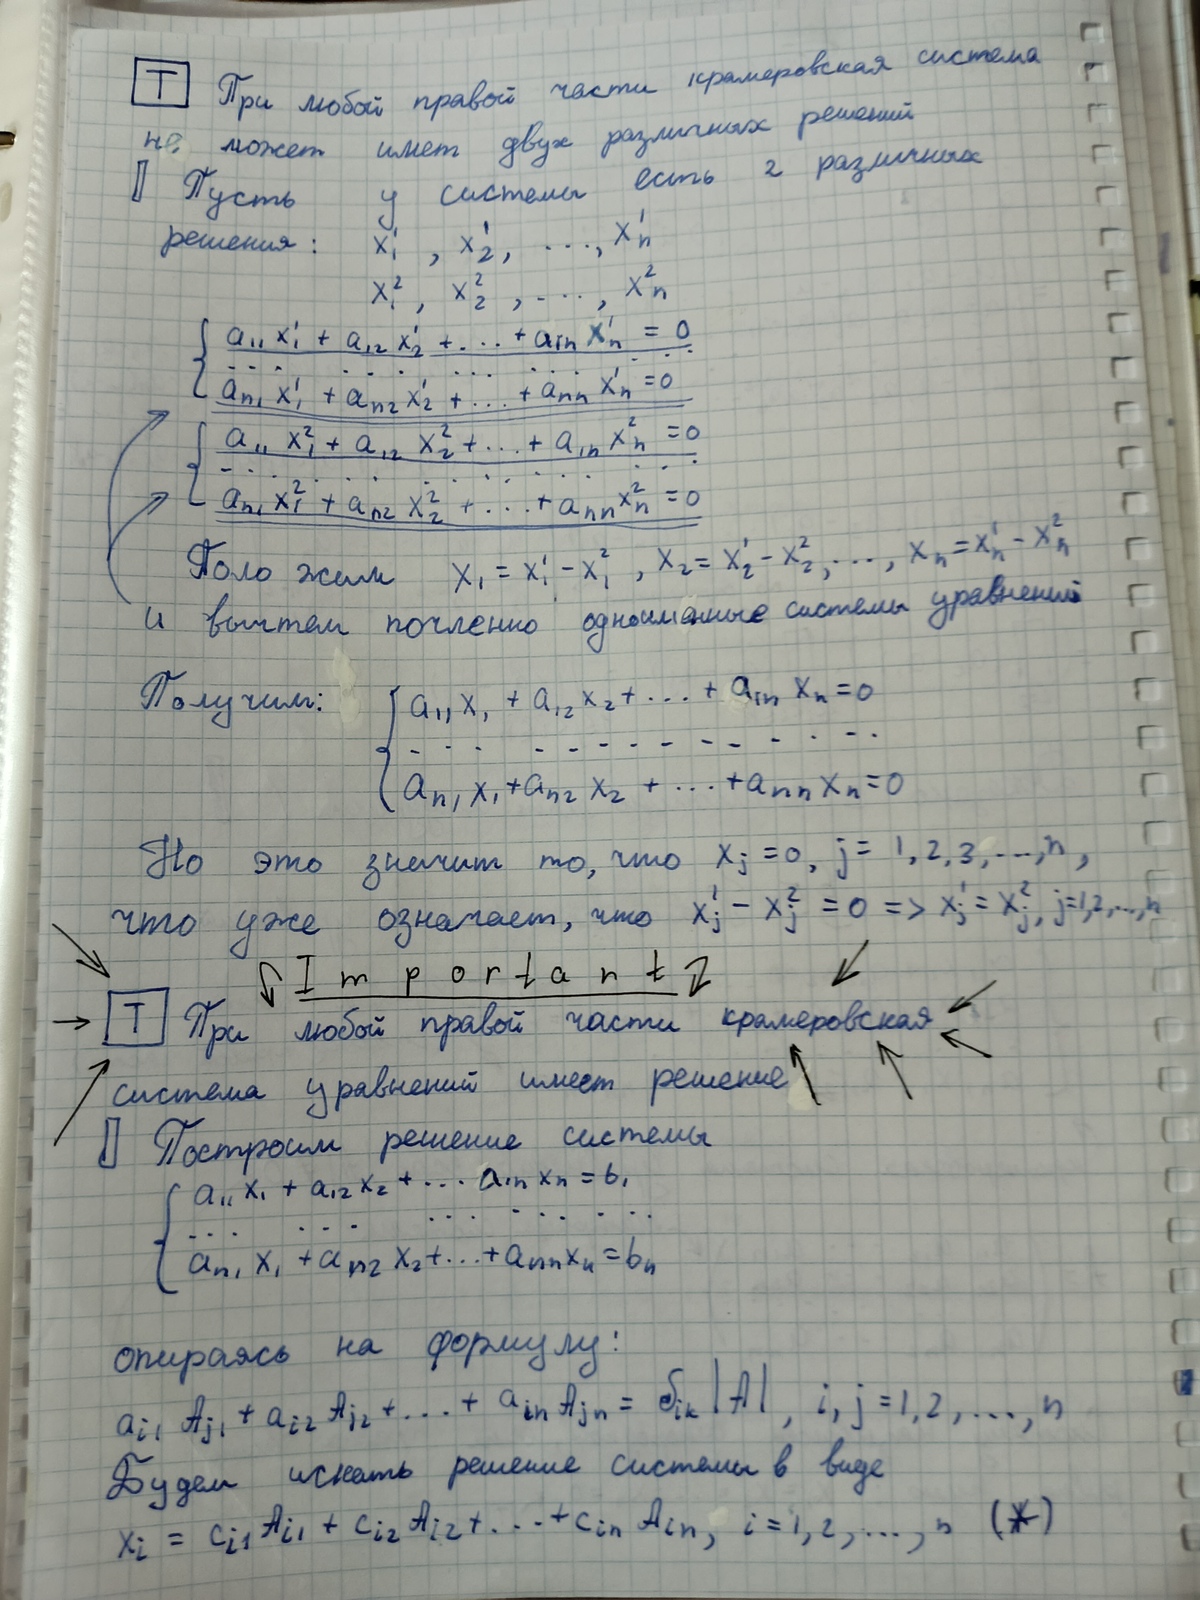 Т При любой правой части крамеровская система
не может имет двух различных решений
Пусть у системы есть 2 различных
решения: x₁¹, x₂¹, ..., xₙ¹
x₁², x₂², ..., xₙ²
a₁₁x₁¹ + a₁₂x₂¹ + ... + a₁ₙxₙ¹ = 0
. . . . . . . . . . . .
aₙ₁x₁¹ + aₙ₂x₂¹ + ... + aₙₙxₙ¹ = 0
a₁₁x₁² + a₁₂x₂² + ... + a₁ₙxₙ² = 0
. . . . . . . . . . . .
aₙ₁x₁² + aₙ₂x₂² + ... + aₙₙxₙ² = 0
Положим x₁ = x₁¹ - x₁², x₂ = x₂¹ - x₂², ..., xₙ = xₙ¹ - xₙ²
и вычтем почленно одноименные системы уравнений
Получим: a₁₁x₁ + a₁₂x₂ + ... + a₁ₙxₙ = 0
- - - - - - - - - - - -
aₙ₁x₁ + aₙ₂x₂ + ... + aₙₙxₙ = 0
Но это значит то, что xⱼ = 0, j = 1, 2, 3, ..., n,
что уже означает, что xⱼ¹ - xⱼ² = 0 => xⱼ¹ = xⱼ², j=1,2,...,n
Important
Т При любой правой части крамеровская
система уравнений имеет решение
Построим решение системы
a₁₁x₁ + a₁₂x₂ + ... a₁ₙxₙ = b₁
. . . . . . . . . . . .
aₙ₁x₁ + aₙ₂x₂ + ... + aₙₙxₙ = bₙ
опираясь на формулу:
aᵢ₁Aⱼ₁ + aᵢ₂Aⱼ₂ + ... + aᵢₙAⱼₙ = δᵢₖ|A|, i, j = 1, 2, ..., n
Будем искать решение системы в виде
xᵢ = cᵢ₁Aᵢ₁ + cᵢ₂Aᵢ₂ + ... + cᵢₙAᵢₙ, i = 1, 2, ..., n (*)